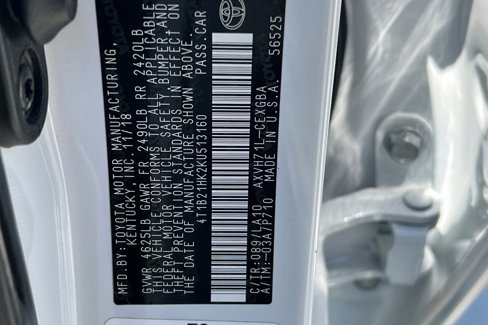 MFD.BY-TOYOTA MOTOR MANUFACTURING,
KENTUCKY, INC. 11/18
GVWR 4625LB GAWR FR 2490LB RR 2420LB
THIS VEHICLE CONFORMS TO ALL APPLICABLE
FEDERAL MOTOR VEHICLE SAFETY, BUMPER AND
THEFT PREVENTION STANDARDS IN EFFECT ON
THE DATE OF MANUFACTURE SHOWN ABOVE.
4T1B21HK2KU513160 PASS.CAR
C/TR:089/LA10 AXVH71L-CEXGBA
A/TM:-03A/P710 MADE IN U.S.A.
56525